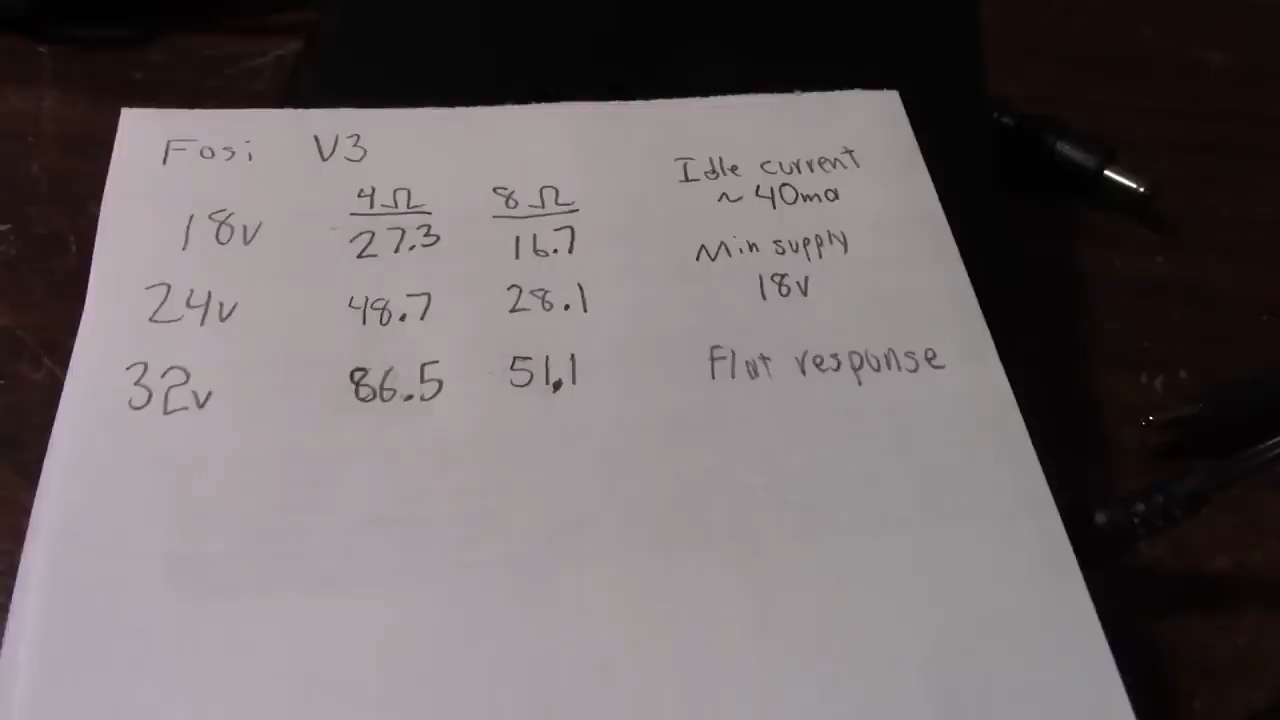 Fosi V3
4Ω 8Ω
18v 27.3 16.7
24v 48.7 28.1
32v 86.5 51.1
Idle current
~ 40ma
Min supply
18v
Flat response